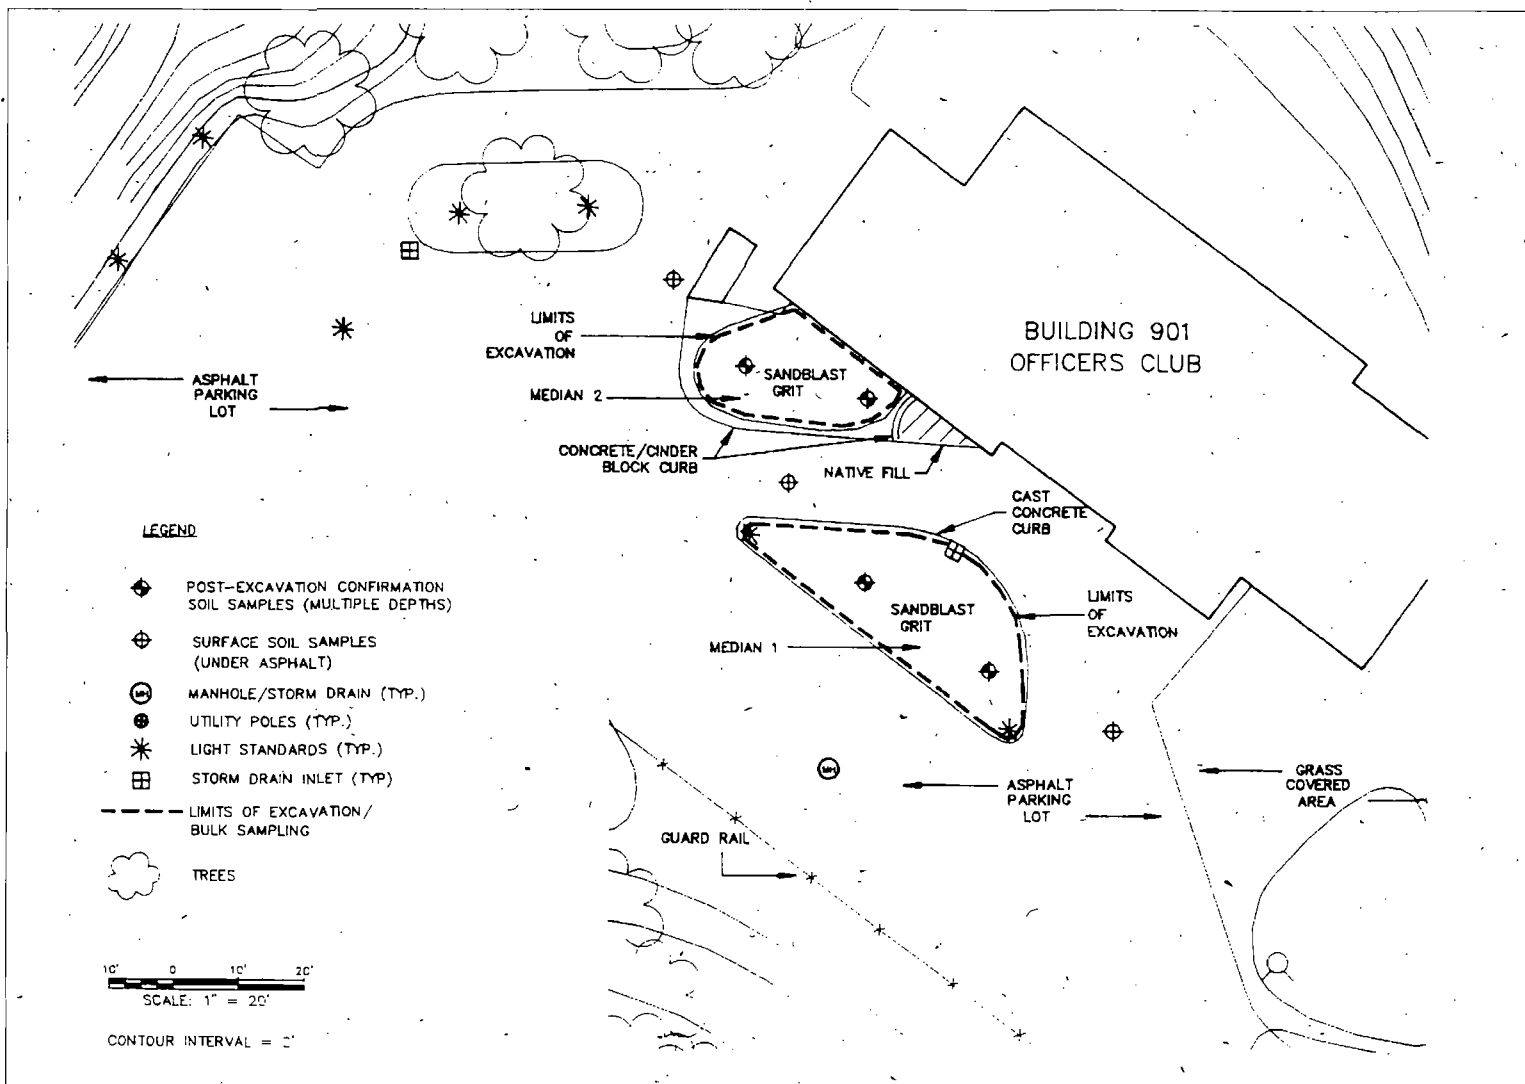 LIMITS
OF
EXCAVATION
BUILDING 901
OFFICERS CLUB
ASPHALT
PARKING
LOT
SANDBLAST
GRIT
MEDIAN 2
CONCRETE/CINDER
BLOCK CURB
NATIVE FILL
CAST
CONCRETE
CURB
SANDBLAST
GRIT
LIMITS
OF
EXCAVATION
MEDIAN 1
LEGEND
POST-EXCAVATION CONFIRMATION
SOIL SAMPLES (MULTIPLE DEPTHS)
SURFACE SOIL SAMPLES
(UNDER ASPHALT)
MH
MANHOLE/STORM DRAIN (TYP.)
UTILITY POLES (TYP.)
LIGHT STANDARDS (TYP.)
STORM DRAIN INLET (TYP)
LIMITS OF EXCAVATION/
BULK SAMPLING
TREES
MH
ASPHALT
PARKING
LOT
GRASS
COVERED
AREA
GUARD RAIL
10' 0 10' 20'
SCALE: 1" = 20'
CONTOUR INTERVAL =